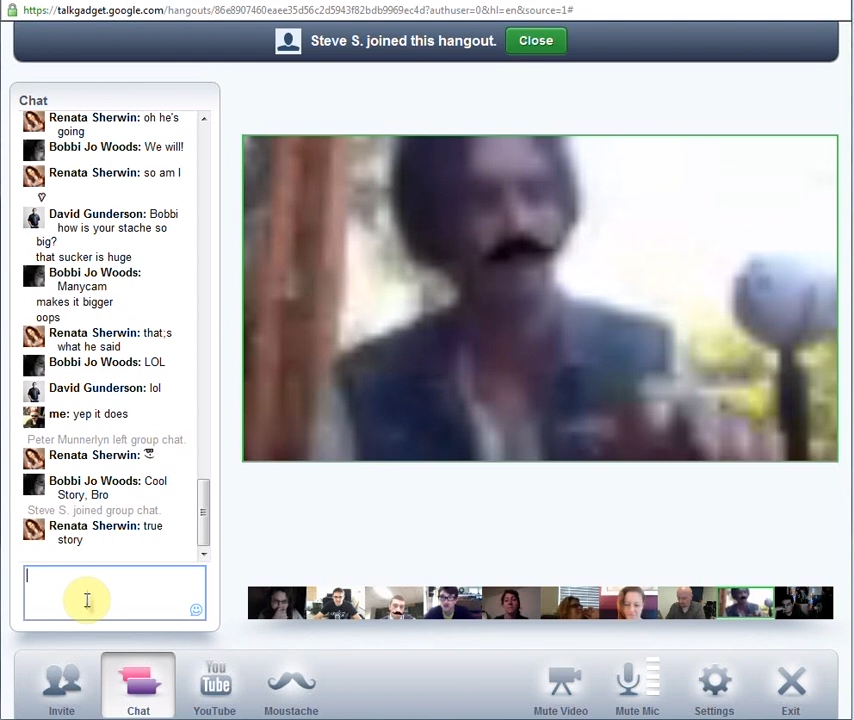 https://talkgadget.google.com/hangouts/86e8907460eaee35d56c2d5943f82bdb9969ec4d?authuser=0&hl=en&source=1#
Steve S. joined this hangout. Close
Chat
Renata Sherwin: oh he's
going
Bobbi Jo Woods: We will!
Renata Sherwin: so am I
David Gunderson: Bobbi
how is your stache so
big?
that sucker is huge
Bobbi Jo Woods:
Manycam
makes it bigger
oops
Renata Sherwin: that;s
what he said
Bobbi Jo Woods: LOL
David Gunderson: lol
me: yep it does
Peter Munnerlyn left group chat.
Renata Sherwin:
Bobbi Jo Woods: Cool
Story, Bro
Steve S. joined group chat.
Renata Sherwin: true
story
You
Tube
Invite Chat YouTube Moustache Mute Video Mute Mic Settings Exit